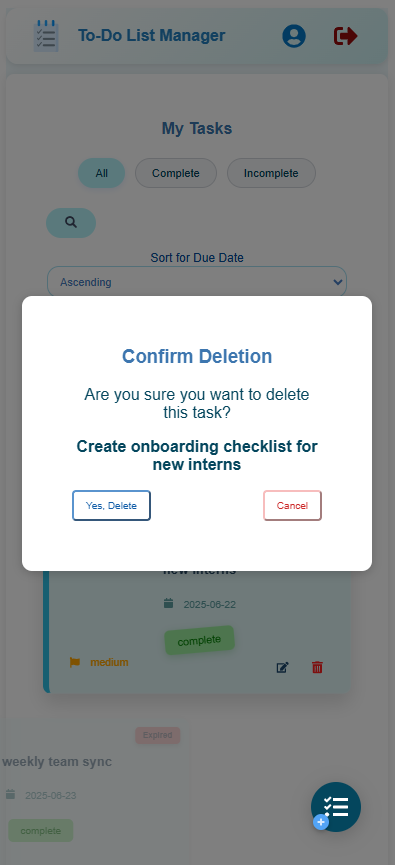 To-Do List Manager
My Tasks
All Complete Incomplete
Sort for Due Date
Ascending
Confirm Deletion
Are you sure you want to delete
this task?
Create onboarding checklist for
new interns
Yes, Delete Cancel
new interns
2025-06-22
complete
medium
Expired
weekly team sync
2025-06-23
complete